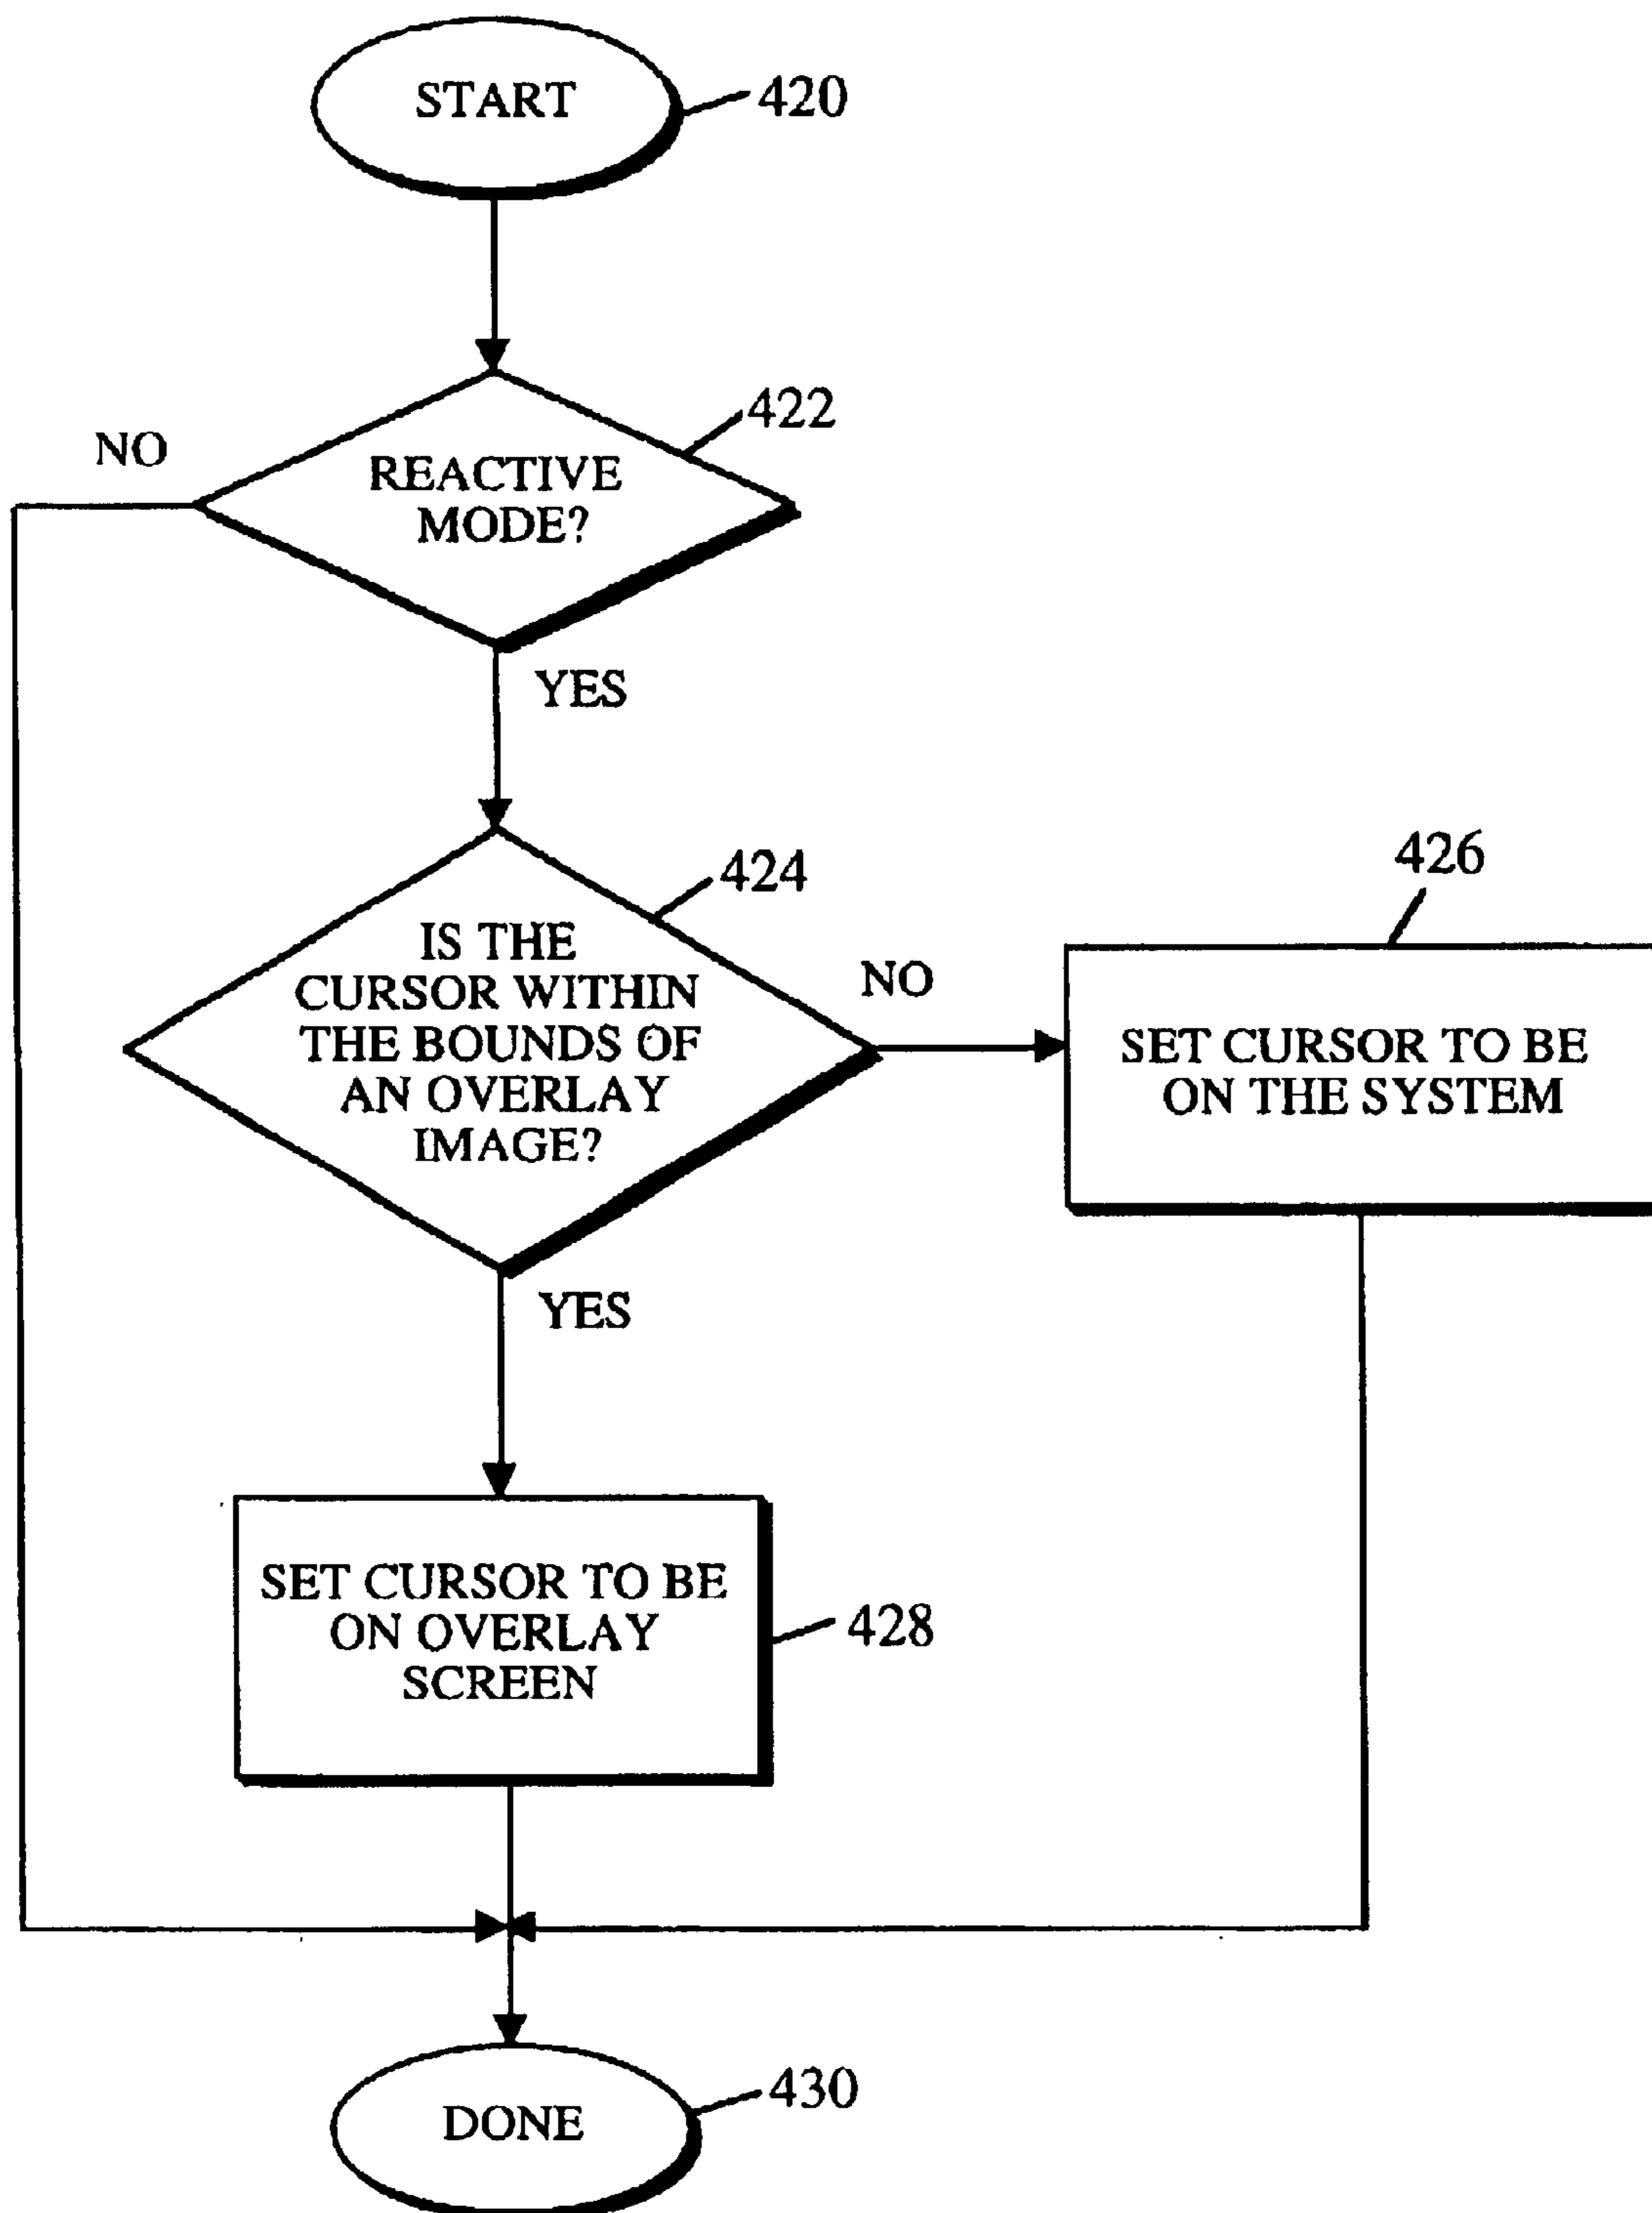 START
420
422
NO
REACTIVE
MODE?
YES
424
426
IS THE
CURSOR WITHIN
THE BOUNDS OF
AN OVERLAY
IMAGE?
NO
SET CURSOR TO BE
ON THE SYSTEM
YES
SET CURSOR TO BE
ON OVERLAY
SCREEN
428
430
DONE